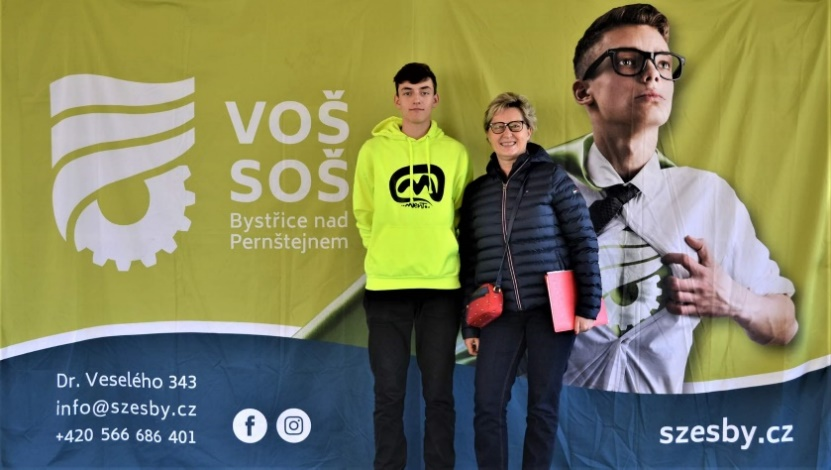 VOŠ
SOŠ
Bystřice nad
Pernštejnem
Dr. Veselého 343
info@szesby.cz
+420 566 686 401
szesby.cz